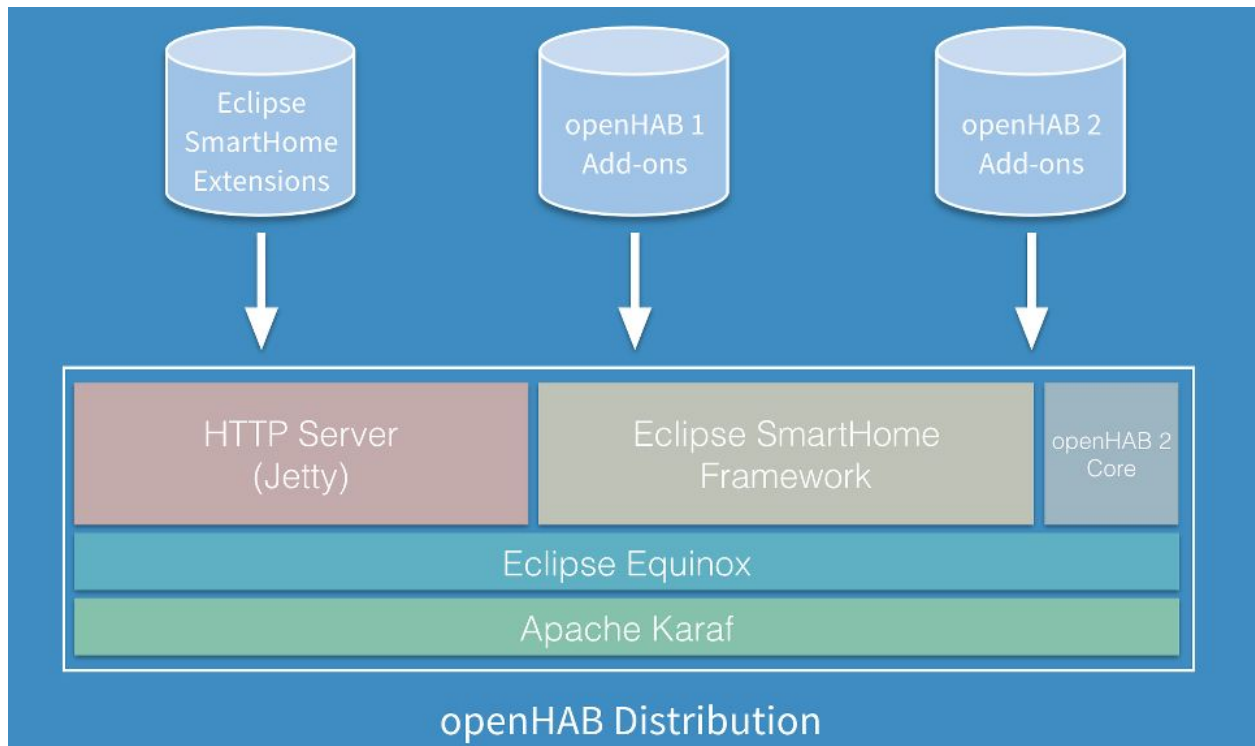 Eclipse
SmartHome
Extensions
openHAB 1
Add-ons
openHAB 2
Add-ons
HTTP Server
(Jetty)
Eclipse SmartHome
Framework
openHAB 2
Core
Eclipse Equinox
Apache Karaf
openHAB Distribution